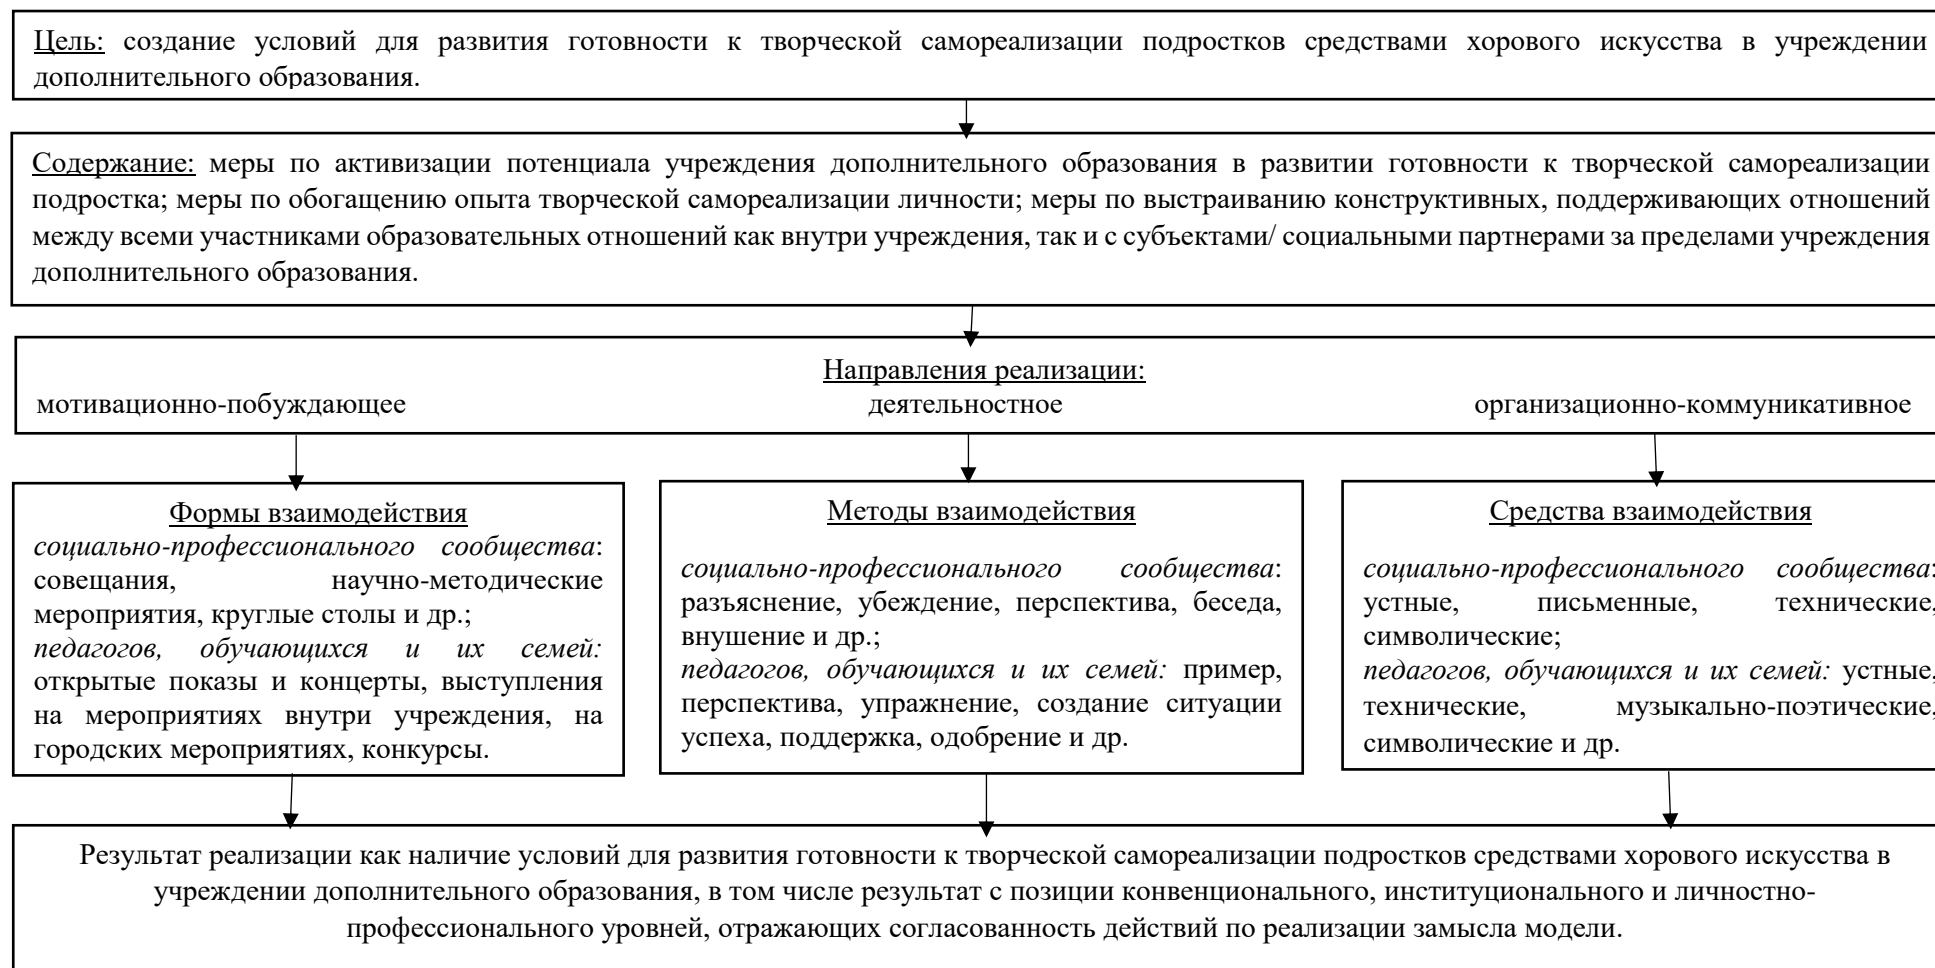 Цель: создание условий для развития готовности к творческой самореализации подростков средствами хорового искусства в учреждении
дополнительного образования.
Содержание: меры по активизации потенциала учреждения дополнительного образования в развитии готовности к творческой самореализации
подростка; меры по обогащению опыта творческой самореализации личности; меры по выстраиванию конструктивных, поддерживающих отношений
между всеми участниками образовательных отношений как внутри учреждения, так и с субъектами/ социальными партнерами за пределами учреждения
дополнительного образования.
Направления реализации:
мотивационно-побуждающее деятельностное организационно-коммуникативное
Формы взаимодействия
социально-профессионального сообщества:
совещания, научно-методические
мероприятия, круглые столы и др.;
педагогов, обучающихся и их семей:
открытые показы и концерты, выступления
на мероприятиях внутри учреждения, на
городских мероприятиях, конкурсы.
Методы взаимодействия
социально-профессионального сообщества:
разъяснение, убеждение, перспектива, беседа,
внушение и др.;
педагогов, обучающихся и их семей: пример,
перспектива, упражнение, создание ситуации
успеха, поддержка, одобрение и др.
Средства взаимодействия
социально-профессионального сообщества:
устные, письменные, технические,
символические;
педагогов, обучающихся и их семей: устные,
технические, музыкально-поэтические,
символические и др.
Результат реализации как наличие условий для развития готовности к творческой самореализации подростков средствами хорового искусства в
учреждении дополнительного образования, в том числе результат с позиции конвенционального, институционального и личностно-
профессионального уровней, отражающих согласованность действий по реализации замысла модели.